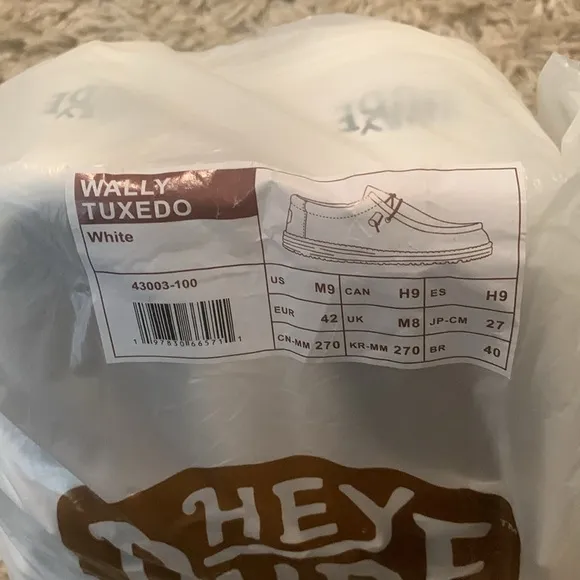 WALLY
TUXEDO
White
43003-100
US M9 CAN H9 ES H9
EUR 42 UK M8 JP-CM 27
CN-MM 270 KR-MM 270 BR 40
HEY
DUDE